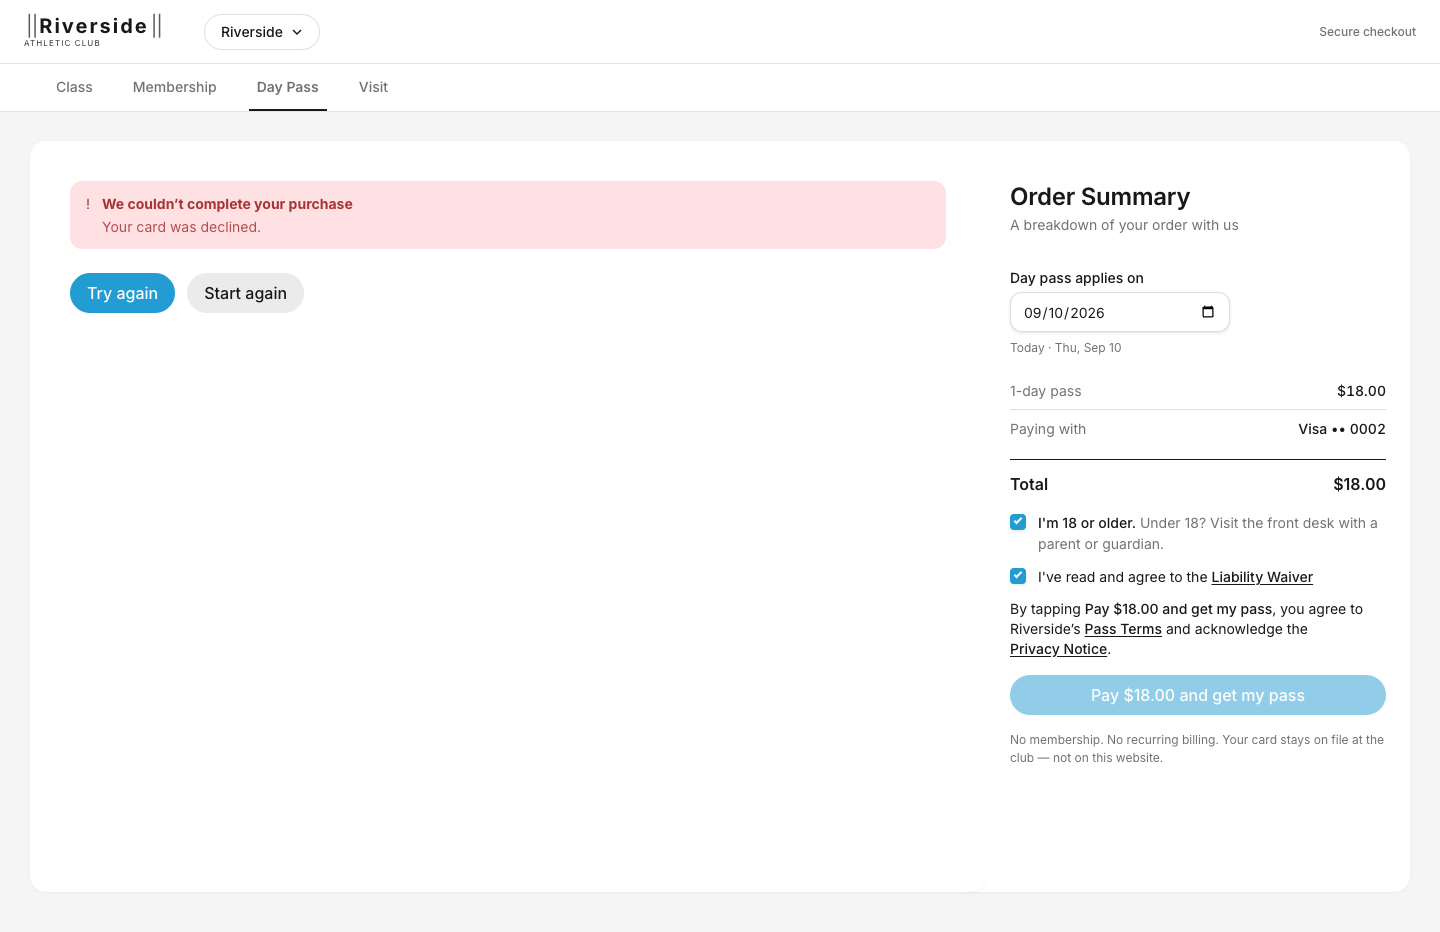 Riverside
ATHLETIC CLUB
Riverside
Secure checkout
Class
Membership
Day Pass
Visit
! We couldn’t complete your purchase
Your card was declined.
Try again
Start again
Order Summary
A breakdown of your order with us
Day pass applies on
09/10/2026
Today · Thu, Sep 10
1-day pass $18.00
Paying with Visa •• 0002
Total $18.00
I'm 18 or older. Under 18? Visit the front desk with a
parent or guardian.
I've read and agree to the Liability Waiver
By tapping Pay $18.00 and get my pass, you agree to
Riverside’s Pass Terms and acknowledge the
Privacy Notice.
Pay $18.00 and get my pass
No membership. No recurring billing. Your card stays on file at the
club — not on this website.